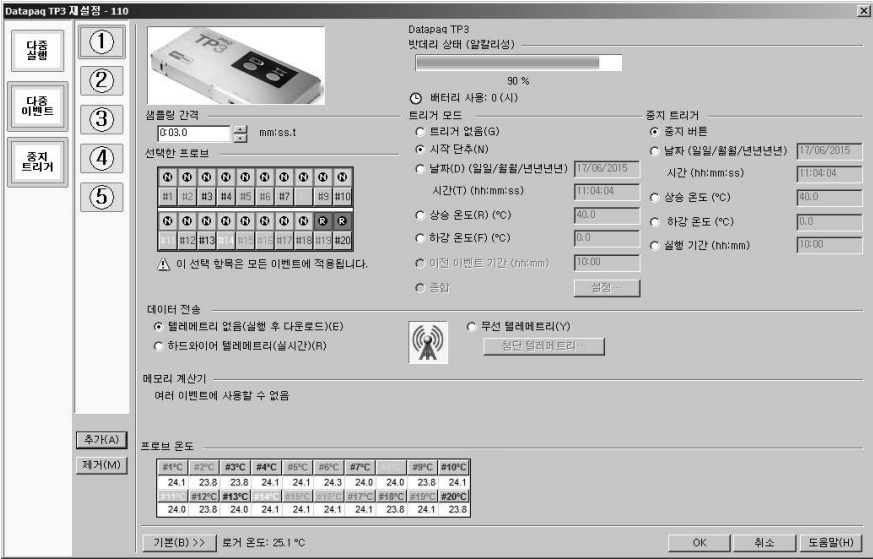 Datapaq TP3 재설정 - 110
다중
실행
다중
이벤트
중지
트리거
①
②
③
④
⑤
추가(A)
제거(M)
PRO
TP3
샘플링 간격
0:03.0 mm:ss.t
선택한 프로브
N N N N N N N N N N
#1 #2 #3 #4 #5 #6 #7 #9 #10
N N N N N N N N R R
#11 #12 #13 #14 #15 #16 #17 #18 #19 #20
이 선택 항목은 모든 이벤트에 적용됩니다.
Datapaq TP3
밧데리 상태 (알칼리성)
90 %
배터리 사용: 0 (시)
트리거 모드
트리거 없음(G)
시작 단추(N)
날짜(D) (일일/월월/년년년년) 17/06/2015
시간(T) (hh:mm:ss) 11:04:04
상승 온도(R) (°C) 40.0
하강 온도(F) (°C) 0.0
이전 이벤트 기간 (hh:mm) 10:00
종합 설정...
중지 트리거
중지 버튼
날짜 (일일/월월/년년년년) 17/06/2015
시간 (hh:mm:ss) 11:04:04
상승 온도 (°C) 40.0
하강 온도 (°C) 0.0
실행 기간 (hh:mm) 10:00
데이터 전송
텔레메트리 없음(실행 후 다운로드)(E)
하드와이어 텔레메트리(실시간)(R)
무선 텔레메트리(Y)
첨단 텔레메트리...
메모리 계산기
여러 이벤트에 사용할 수 없음
프로브 온도
#1°C #2°C #3°C #4°C #5°C #6°C #7°C #9°C #10°C
24.1 23.8 23.8 24.1 24.1 24.3 24.0 24.0 23.8 24.1
#11°C #12°C #13°C #14°C #15°C #16°C #17°C #18°C #19°C #20°C
24.0 23.8 24.0 24.1 24.1 24.1 24.1 23.8 24.1 23.8
기본(B) >> 로거 온도: 25.1 °C
OK 취소 도움말(H)